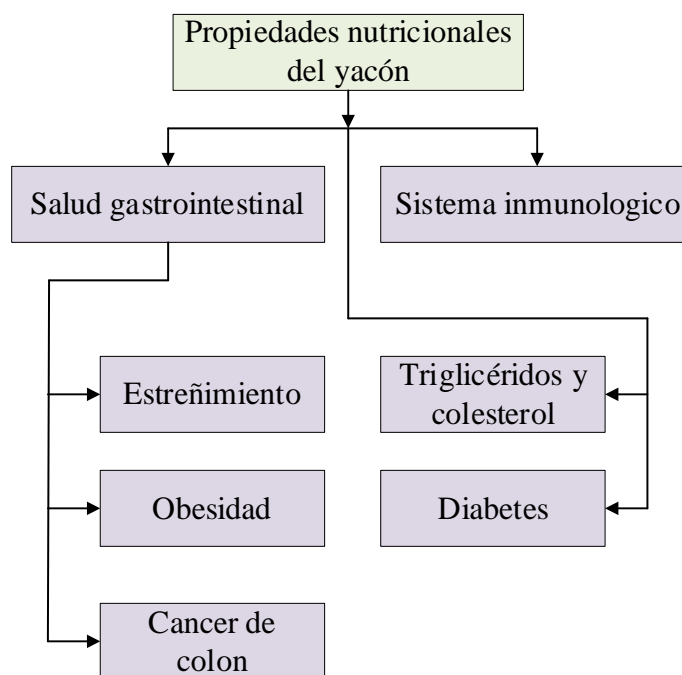 Propiedades nutricionales
del yacón
Salud gastrointestinal
Sistema inmunologico
Estreñimiento
Triglicéridos y
colesterol
Obesidad
Diabetes
Cancer de
colon